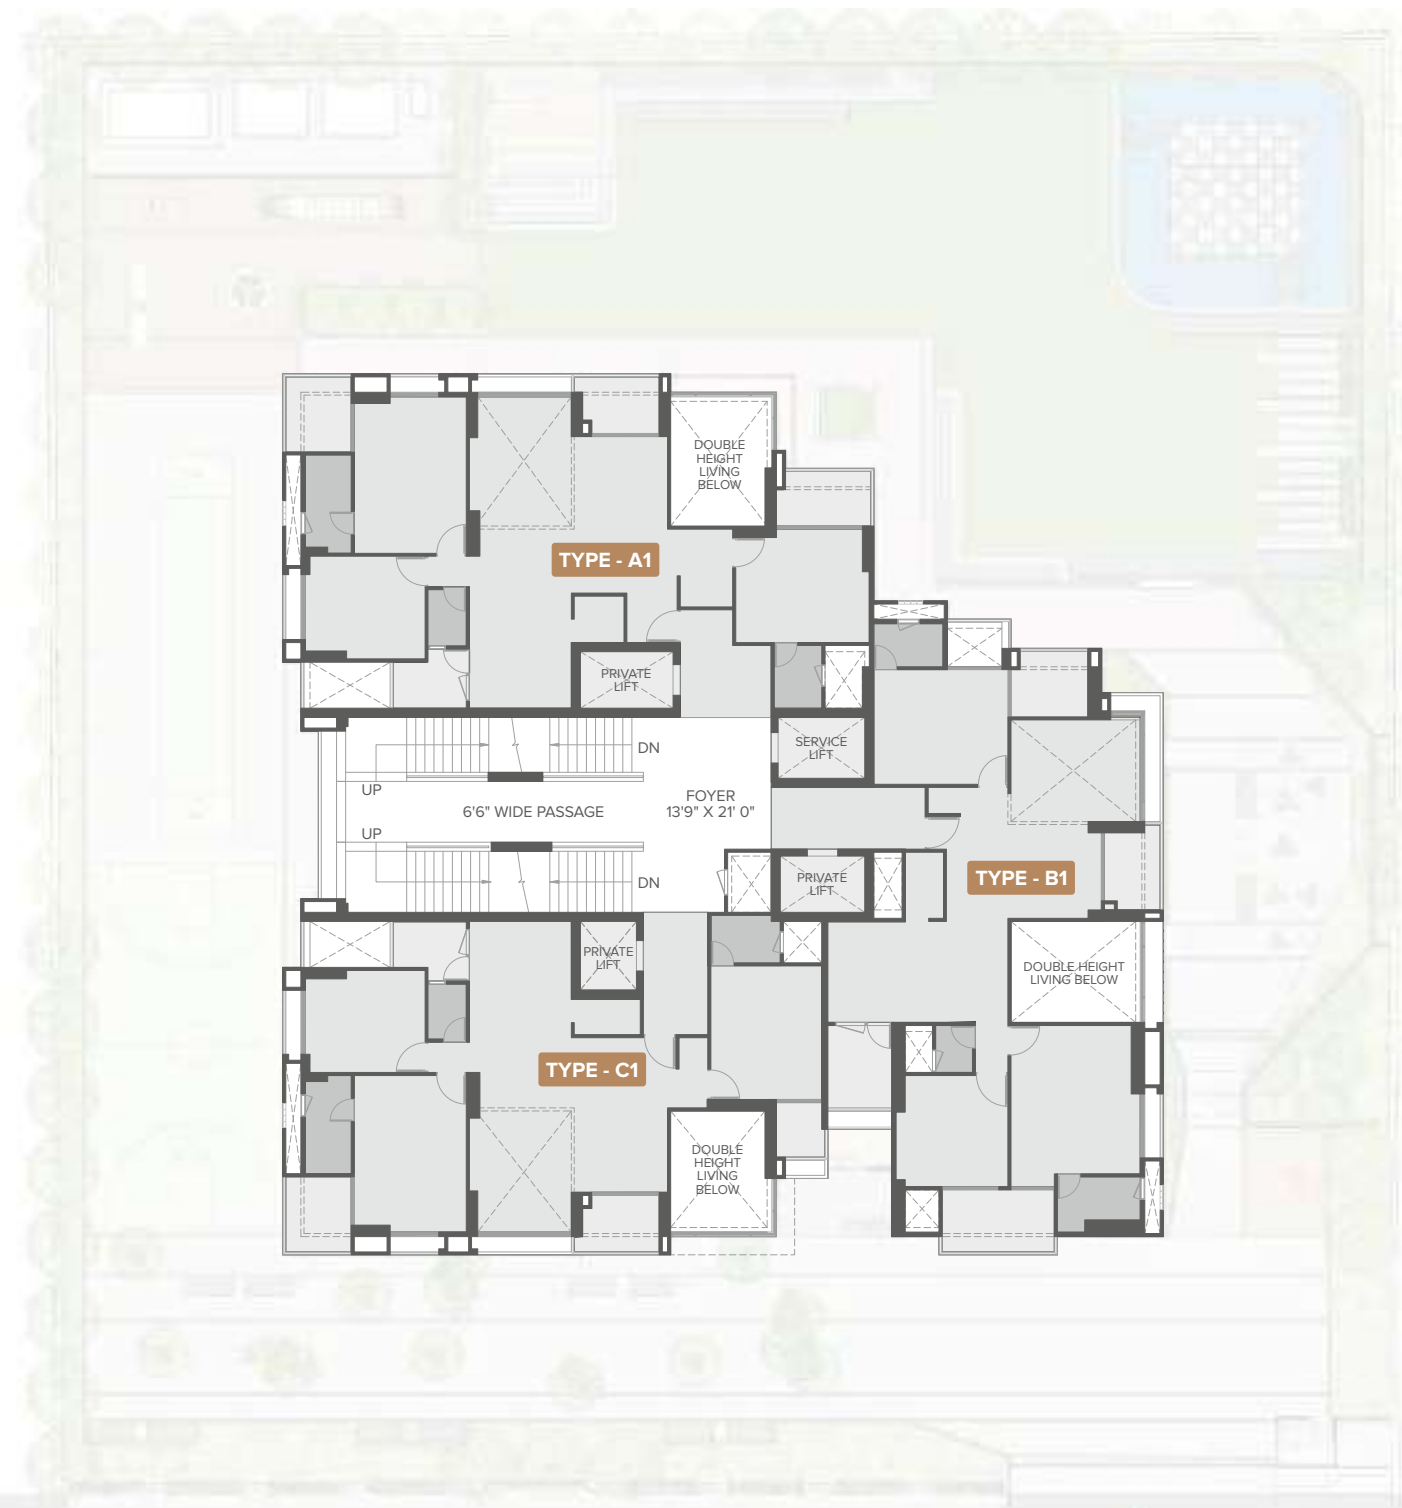 DOUBLE
HEIGHT
LIVING
BELOW
TYPE - A1
PRIVATE
LIFT
SERVICE
LIFT
DN
UP
6'6" WIDE PASSAGE
FOYER
13'9" X 21' 0"
UP
DN
PRIVATE
LIFT
TYPE - B1
PRIVATE
LIFT
DOUBLE HEIGHT
LIVING BELOW
TYPE - C1
DOUBLE
HEIGHT
LIVING
BELOW